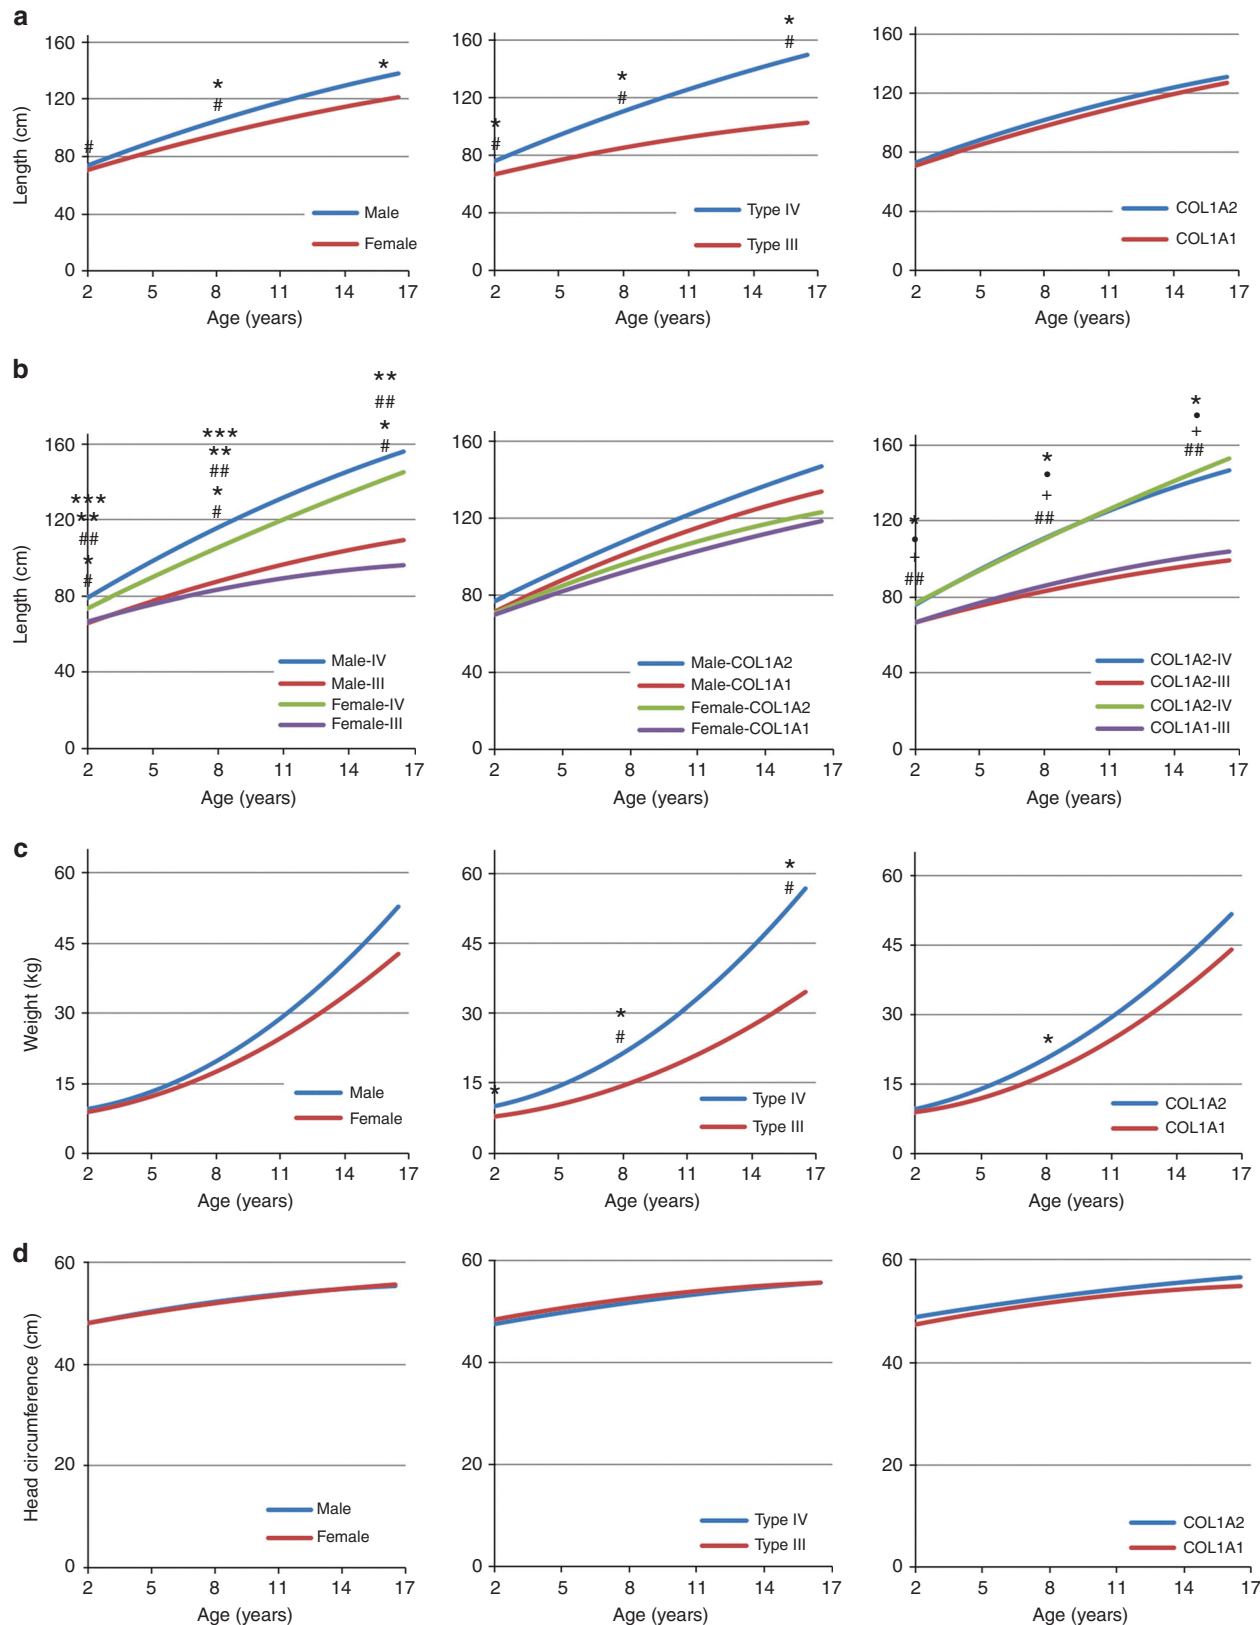 a
Length (cm)
160
120
80
40
0
2 5 8 11 14 17
Age (years)
#
*
#
*
Male
Female
160
120
80
40
0
2 5 8 11 14 17
Age (years)
*
#
*
#
*
#
Type IV
Type III
160
120
80
40
0
2 5 8 11 14 17
Age (years)
COL1A2
COL1A1
b
Length (cm)
160
120
80
40
0
2 5 8 11 14 17
Age (years)
***
**
##
*
#
***
**
##
*
#
**
##
*
#
Male-IV
Male-III
Female-IV
Female-III
160
120
80
40
0
2 5 8 11 14 17
Age (years)
Male-COL1A2
Male-COL1A1
Female-COL1A2
Female-COL1A1
160
120
80
40
0
2 5 8 11 14 17
Age (years)
*
•
+
##
*
•
+
##
*
•
+
##
COL1A2-IV
COL1A2-III
COL1A2-IV
COL1A1-III
c
Weight (kg)
60
45
30
15
0
2 5 8 11 14 17
Age (years)
Male
Female
60
45
30
15
0
2 5 8 11 14 17
Age (years)
*
*
#
*
#
Type IV
Type III
60
45
30
15
0
2 5 8 11 14 17
Age (years)
*
COL1A2
COL1A1
d
Head circumference (cm)
60
40
20
0
2 5 8 11 14 17
Age (years)
Male
Female
60
40
20
0
2 5 8 11 14 17
Age (years)
Type IV
Type III
60
40
20
0
2 5 8 11 14 17
Age (years)
COL1A2
COL1A1